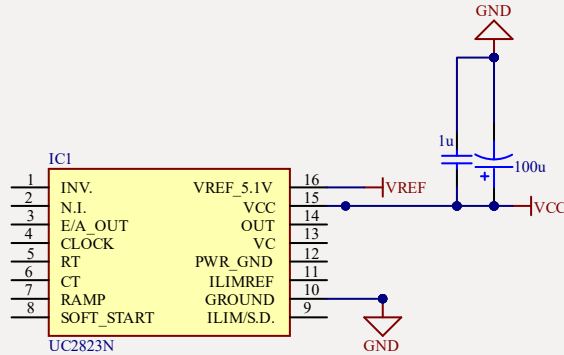 GND
1u
100u
IC1
1 INV. VREF_5.1V 16 VREF
2 N.I. VCC 15 VCC
3 E/A_OUT OUT 14
4 CLOCK VC 13
5 RT PWR_GND 12
6 CT ILIMREF 11
7 RAMP GROUND 10
8 SOFT_START ILIM/S.D. 9
UC2823N
GND